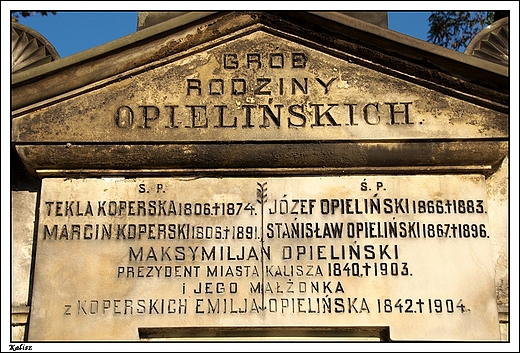 GRÓB
RODZINY
OPIELIŃSKICH.
Ś. P.
TEKLA KOPERSKA 1806 † 1874.
MARCIN KOPERSKI 1806 † 1891.
Ś. P.
JÓZEF OPIELIŃSKI 1866 † 1883.
STANISŁAW OPIELIŃSKI 1867 † 1896.
MAKSYMILJAN OPIELIŃSKI
PREZYDENT MIASTA KALISZA 1840 † 1903.
I JEGO MAŁŻONKA
z KOPERSKICH EMILJA OPIELIŃSKA 1842 † 1904.
Kalisz